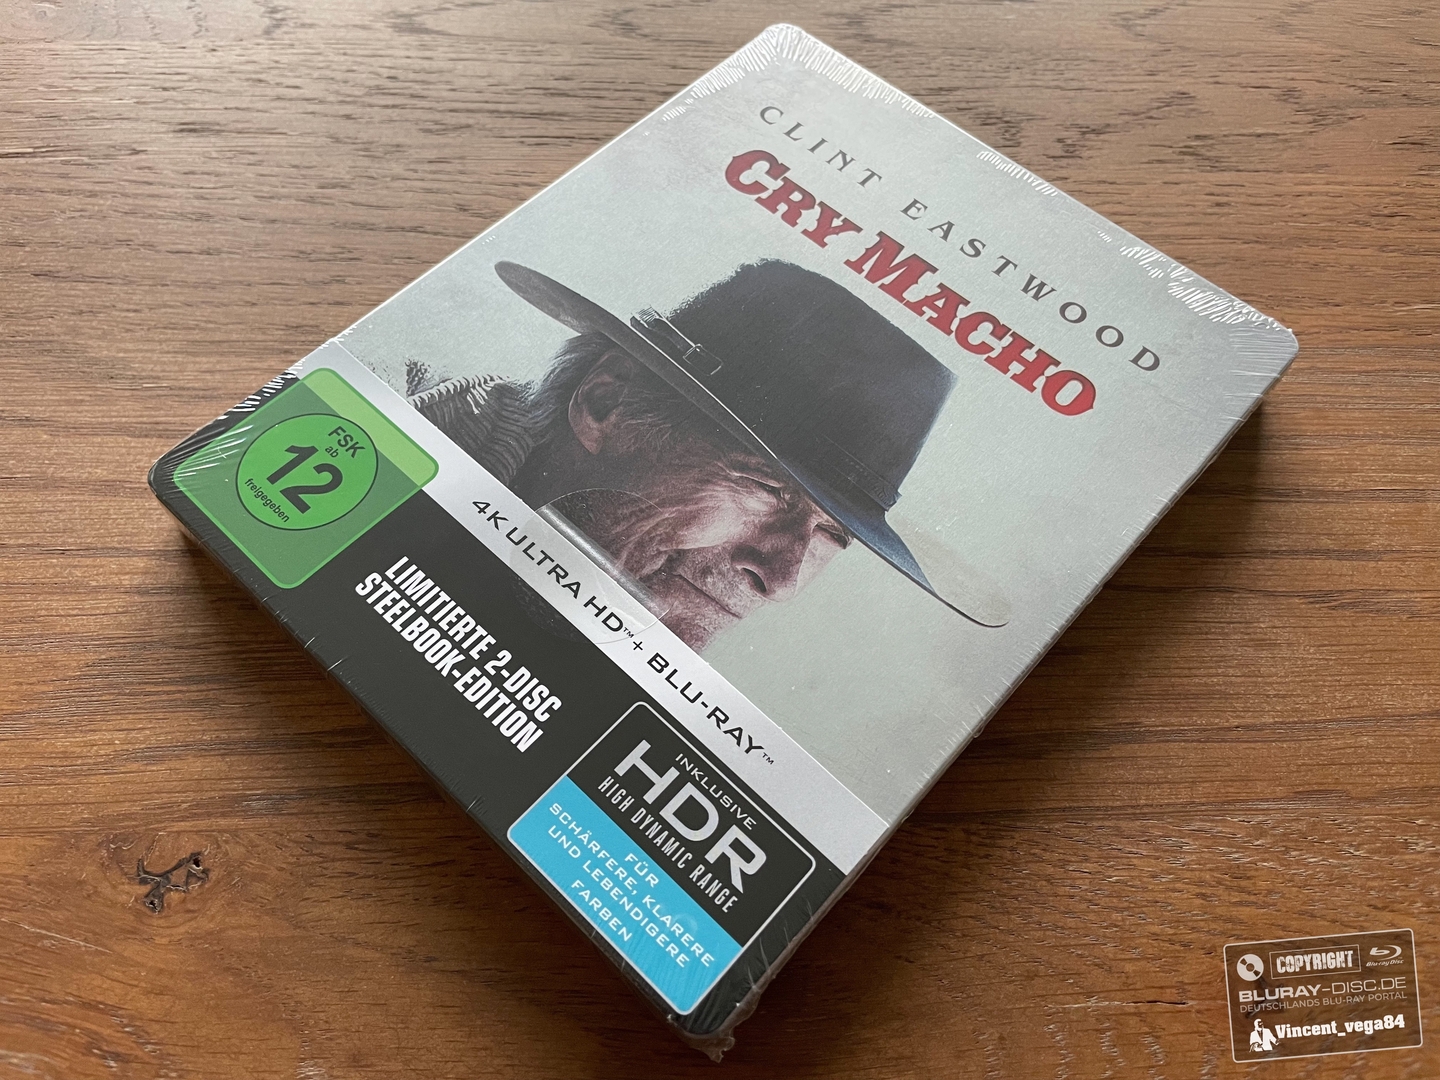 CLINT EASTWOOD
CRY MACHO
FSK
ab
12
freigegeben
4K ULTRA HD™ + BLU-RAY™
LIMITIERTE 2-DISC
STEELBOOK-EDITION
INKLUSIVE
HDR
HIGH DYNAMIC RANGE
FÜR
SCHÄRFERE, KLARERE
UND LEBENDIGERE
FARBEN
COPYRIGHT
Blu-ray Disc
BLURAY-DISC.DE
DEUTSCHLANDS BLU-RAY PORTAL
Vincent_vega84